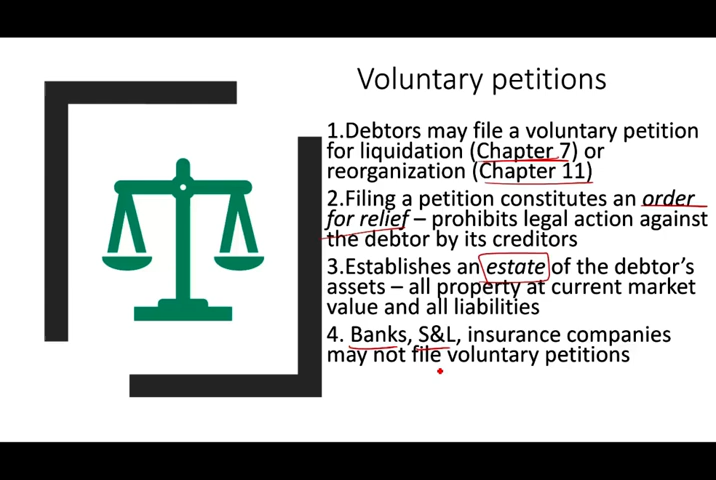 Voluntary petitions
1.Debtors may file a voluntary petition
for liquidation (Chapter 7) or
reorganization (Chapter 11)
2.Filing a petition constitutes an order
for relief – prohibits legal action against
the debtor by its creditors
3.Establishes an estate of the debtor's
assets – all property at current market
value and all liabilities
4. Banks, S&L, insurance companies
may not file voluntary petitions